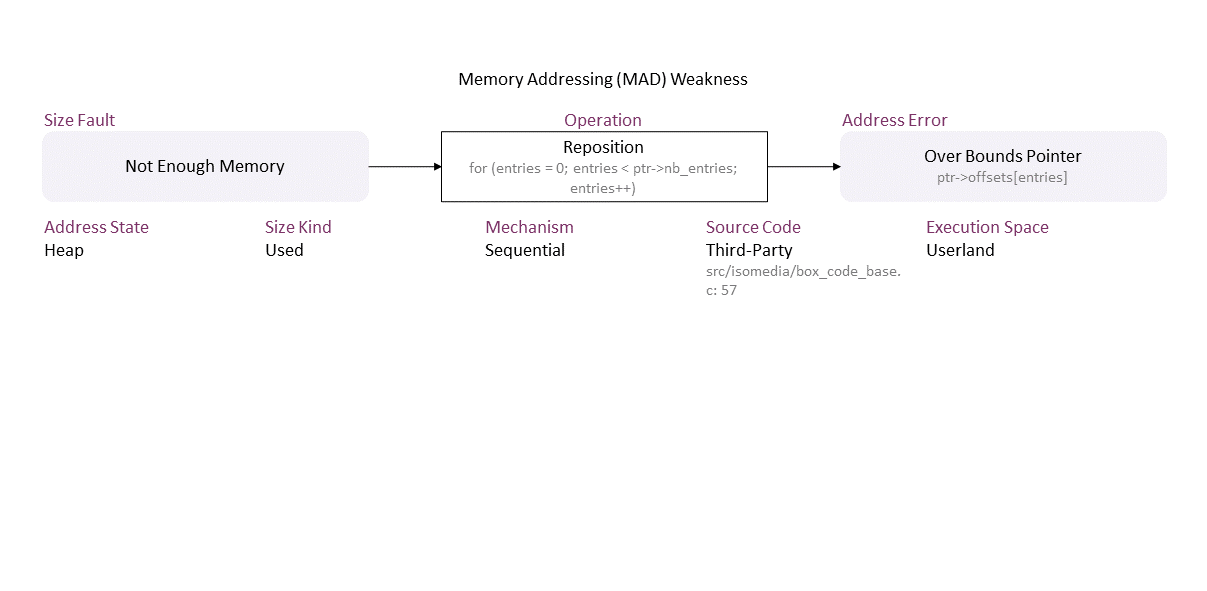 Memory Addressing (MAD) Weakness
Size Fault
Operation
Address Error
Not Enough Memory
Reposition
for (entries = 0; entries < ptr->nb_entries;
entries++)
Over Bounds Pointer
ptr->offsets[entries]
Address State
Size Kind
Mechanism
Source Code
Execution Space
Heap
Used
Sequential
Third-Party
Userland
src/isomedia/box_code_base.
c: 57